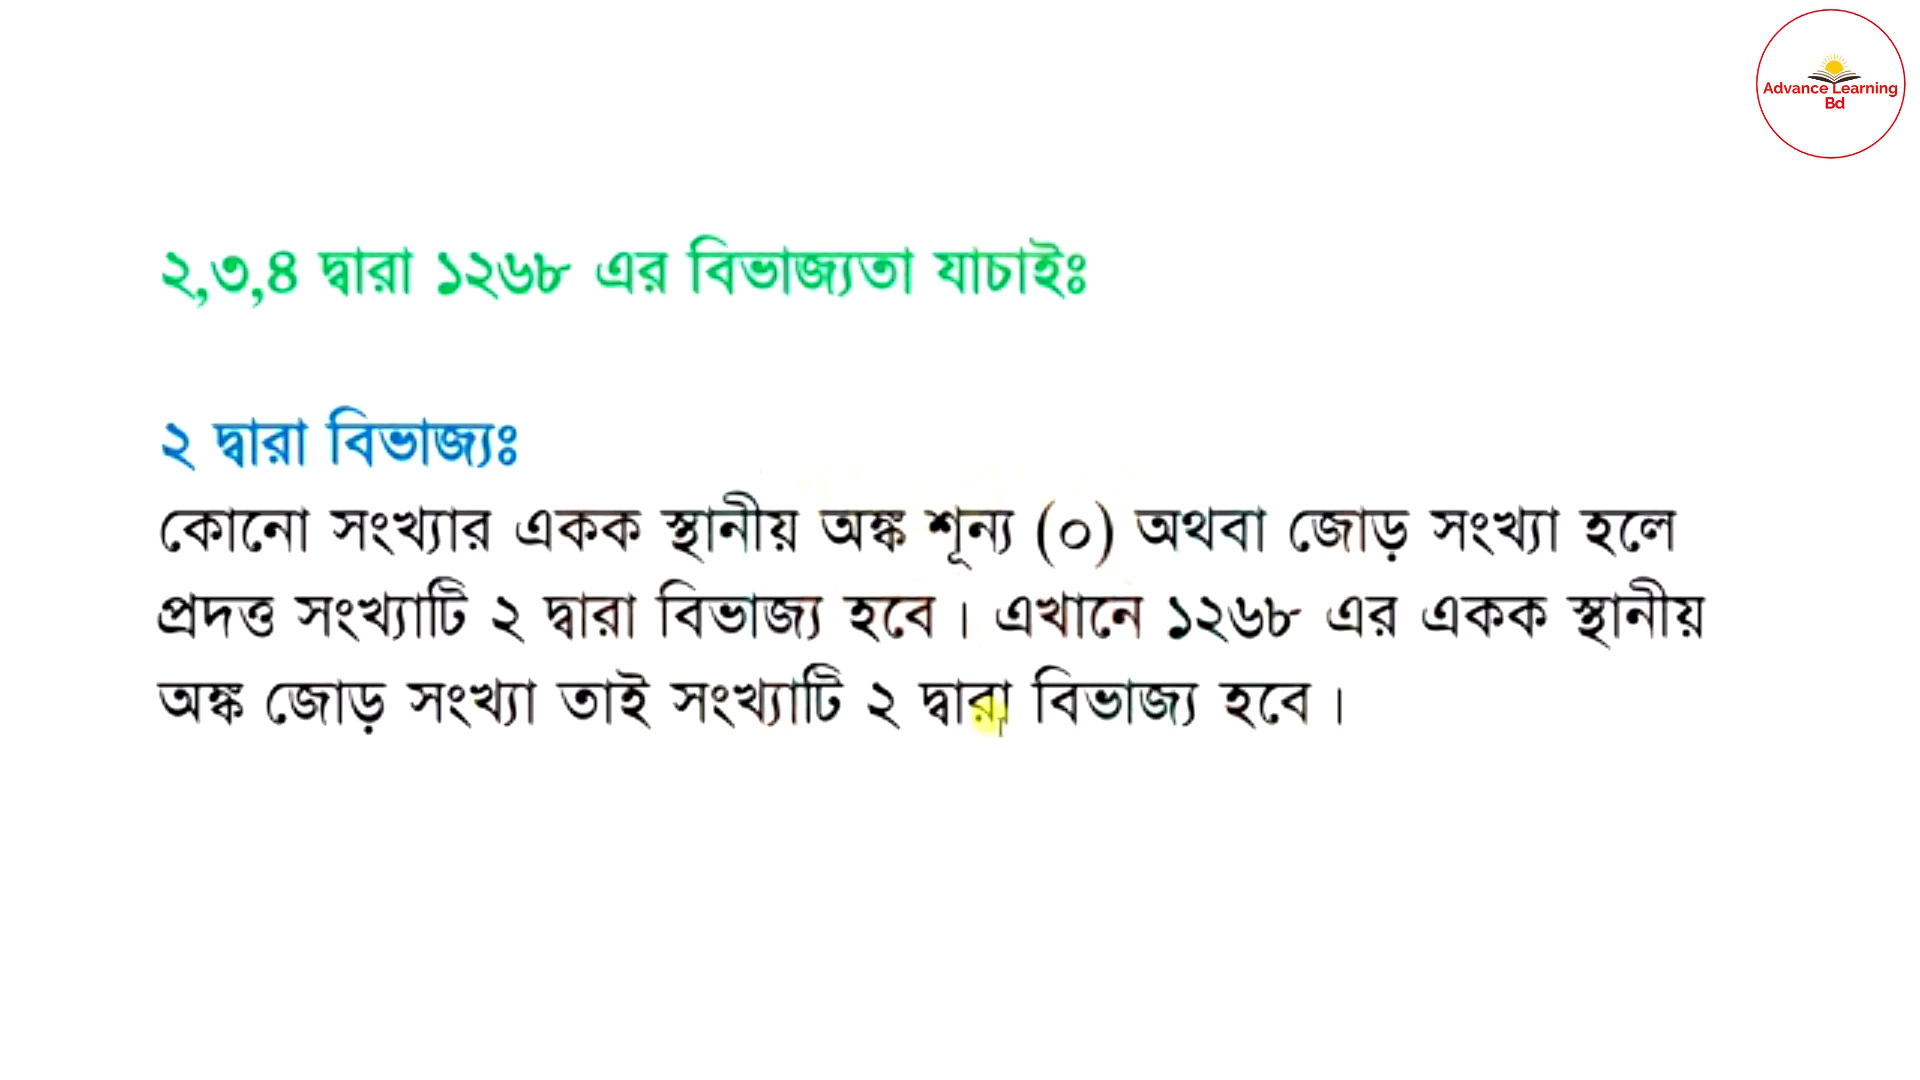 Advance Learning
Bd
২,৩,৪ দ্বারা ১২৬৮ এর বিভাজ্যতা যাচাইঃ
২ দ্বারা বিভাজ্যঃ
কোনো সংখ্যার একক স্থানীয় অঙ্ক শূন্য (০) অথবা জোড় সংখ্যা হলে
প্রদত্ত সংখ্যাটি ২ দ্বারা বিভাজ্য হবে । এখানে ১২৬৮ এর একক স্থানীয়
অঙ্ক জোড় সংখ্যা তাই সংখ্যাটি ২ দ্বারা বিভাজ্য হবে ।